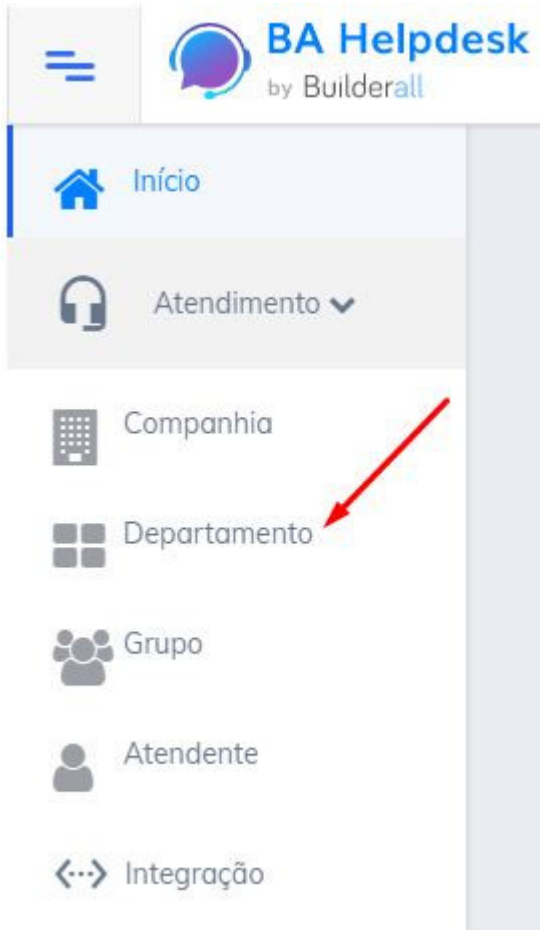 BA Helpdesk
by Builderall
Início
Atendimento
Companhia
Departamento
Grupo
Atendente
Integração